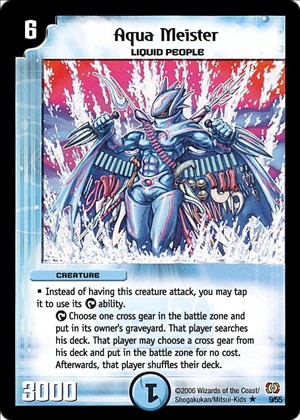 6
Aqua Meister
LIQUID PEOPLE
CREATURE
▪ Instead of having this creature attack, you may tap
it to use its ability.
Choose one cross gear in the battle zone and
put in its owner's graveyard. That player searches
his deck. That player may choose a cross gear from
his deck and put in the battle zone for no cost.
Afterwards, that player shuffles their deck.
3000
1
©2006 Wizards of the Coast/
Shogakukan/Mitsui-Kids ★ 9/55